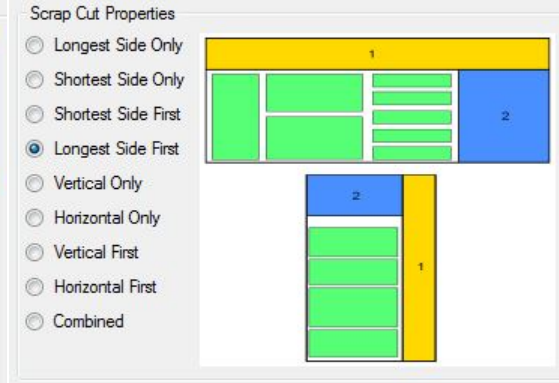 Scrap Cut Properties
Longest Side Only
Shortest Side Only
Shortest Side First
Longest Side First
Vertical Only
Horizontal Only
Vertical First
Horizontal First
Combined
1
2
2
1